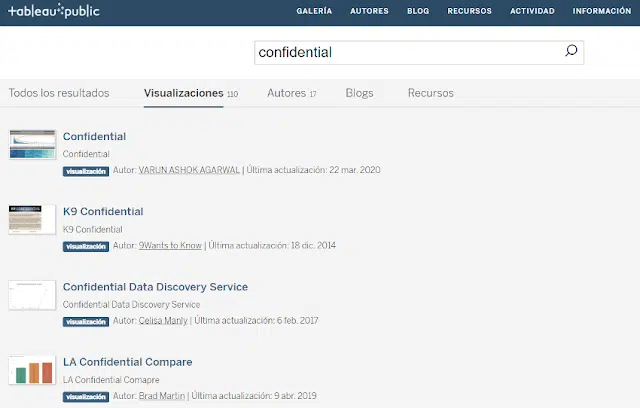 tableau public
GALERÍA AUTORES BLOG RECURSOS ACTIVIDAD INFORMACIÓN
confidential
Todos los resultados Visualizaciones 110 Autores 17 Blogs Recursos
Confidential
Confidential
visualización Autor: VARUN ASHOK AGARWAL | Última actualización: 22 mar. 2020
K9 Confidential
K9 Confidential
visualización Autor: 9Wants to Know | Última actualización: 18 dic. 2014
Confidential Data Discovery Service
Confidential Data Discovery Service
visualización Autor: Celisa Manly | Última actualización: 6 feb. 2017
LA Confidential Compare
LA Confidential Comapre
visualización Autor: Brad Martin | Última actualización: 9 abr. 2019